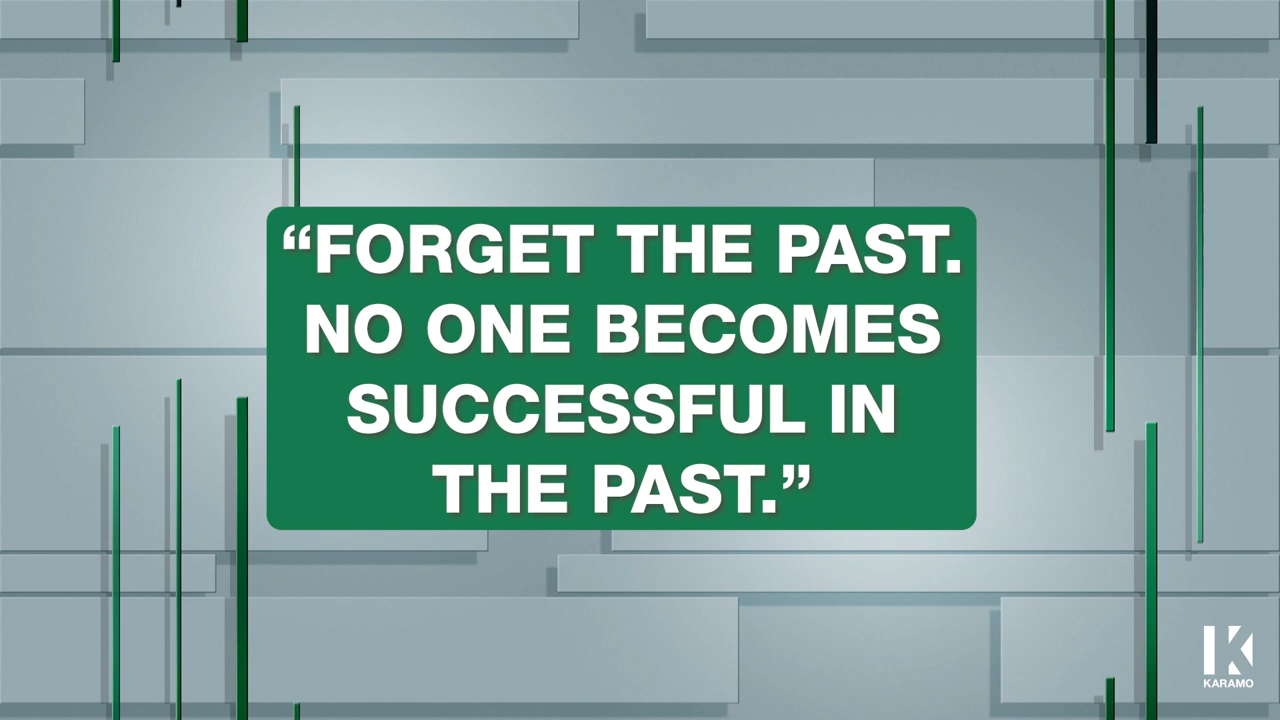 “FORGET THE PAST.
NO ONE BECOMES
SUCCESSFUL IN
THE PAST.”
K
KARAMO